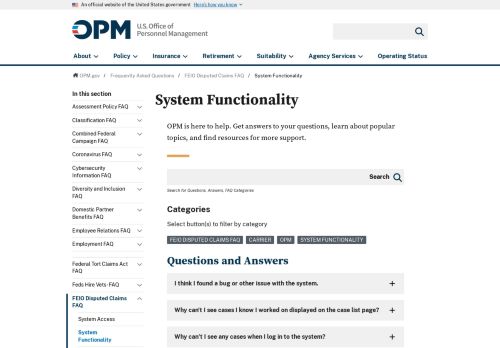 An official website of the United States government Here's how you know
OPM U.S. Office of
Personnel Management
About Policy Insurance Retirement Suitability Agency Services Operating Status
OPM.gov / Frequently Asked Questions / FEIO Disputed Claims FAQ / System Functionality
In this section
Assessment Policy FAQ
Classification FAQ
Combined Federal
Campaign FAQ
Coronavirus FAQ
Cybersecurity
Information FAQ
Diversity and Inclusion
FAQ
Domestic Partner
Benefits FAQ
Employee Relations FAQ
Employment FAQ
Federal Tort Claims Act
FAQ
Feds Hire Vets- FAQ
FEIO Disputed Claims
FAQ
System Access
System
Functionality
System Functionality
OPM is here to help. Get answers to your questions, learn about popular
topics, and find resources for more support.
Search
Search for Questions, Answers, FAQ Categories
Categories
Select button(s) to filter by category
FEIO DISPUTED CLAIMS FAQ CARRIER OPM SYSTEM FUNCTIONALITY
Questions and Answers
I think I found a bug or other issue with the system.
Why can't I see cases I know I worked on displayed on the case list page?
Why can't I see any cases when I log in to the system?